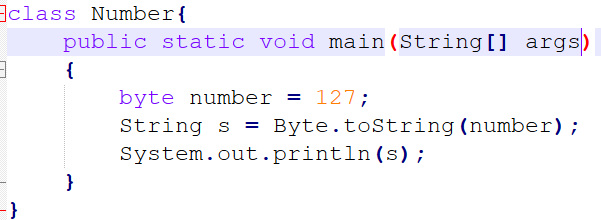 class Number{
    public static void main(String[] args)
    {
        byte number = 127;
        String s = Byte.toString(number);
        System.out.println(s);
    }
}